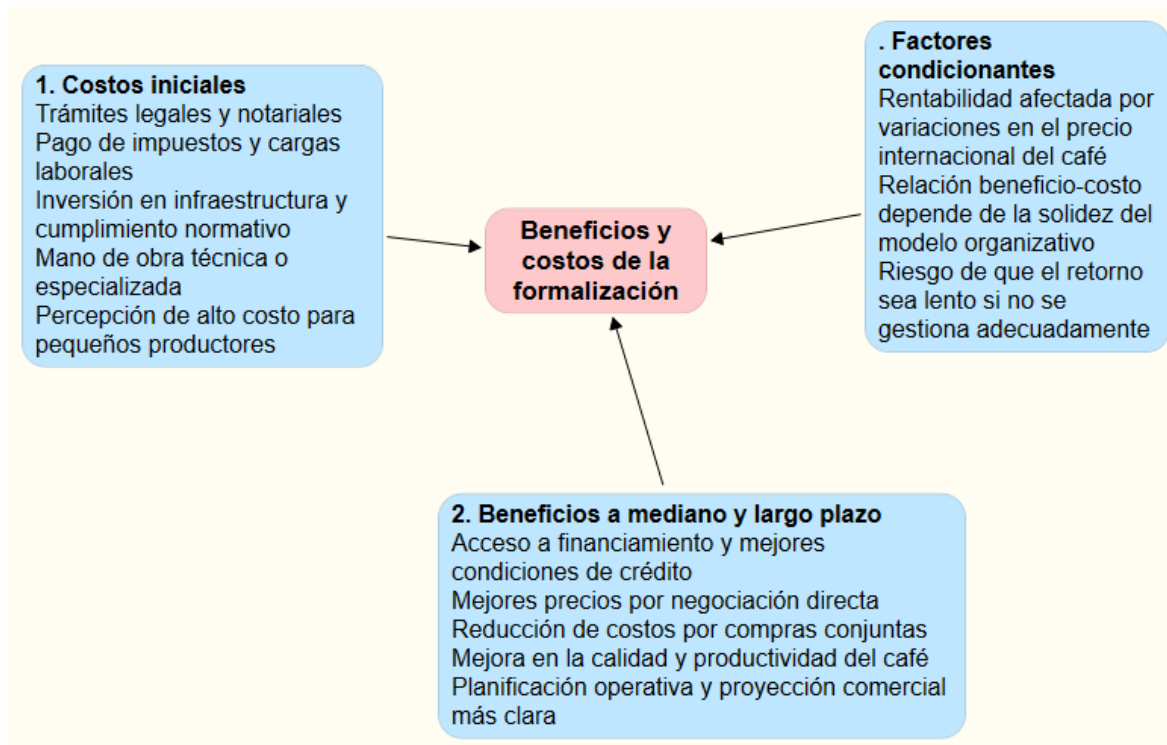 1. Costos iniciales
Trámites legales y notariales
Pago de impuestos y cargas
laborales
Inversión en infraestructura y
cumplimiento normativo
Mano de obra técnica o
especializada
Percepción de alto costo para
pequeños productores
. Factores
condicionantes
Rentabilidad afectada por
variaciones en el precio
internacional del café
Relación beneficio-costo
depende de la solidez del
modelo organizativo
Riesgo de que el retorno
sea lento si no se
gestiona adecuadamente
Beneficios y
costos de la
formalización
2. Beneficios a mediano y largo plazo
Acceso a financiamiento y mejores
condiciones de crédito
Mejores precios por negociación directa
Reducción de costos por compras conjuntas
Mejora en la calidad y productividad del café
Planificación operativa y proyección comercial
más clara